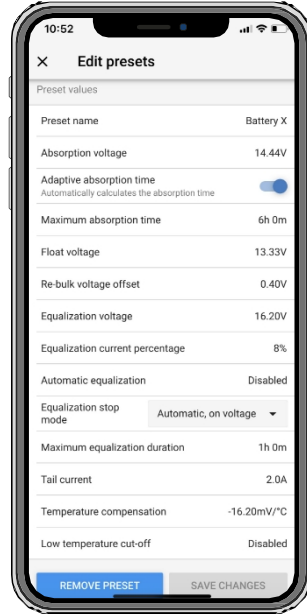 10:52
Edit presets
Preset values
Preset name Battery X
Absorption voltage 14.44V
Adaptive absorption time
Automatically calculates the absorption time
Maximum absorption time 6h 0m
Float voltage 13.33V
Re-bulk voltage offset 0.40V
Equalization voltage 16.20V
Equalization current percentage 8%
Automatic equalization Disabled
Equalization stop
mode Automatic, on voltage
Maximum equalization duration 1h 0m
Tail current 2.0A
Temperature compensation -16.20mV/°C
Low temperature cut-off Disabled
REMOVE PRESET SAVE CHANGES